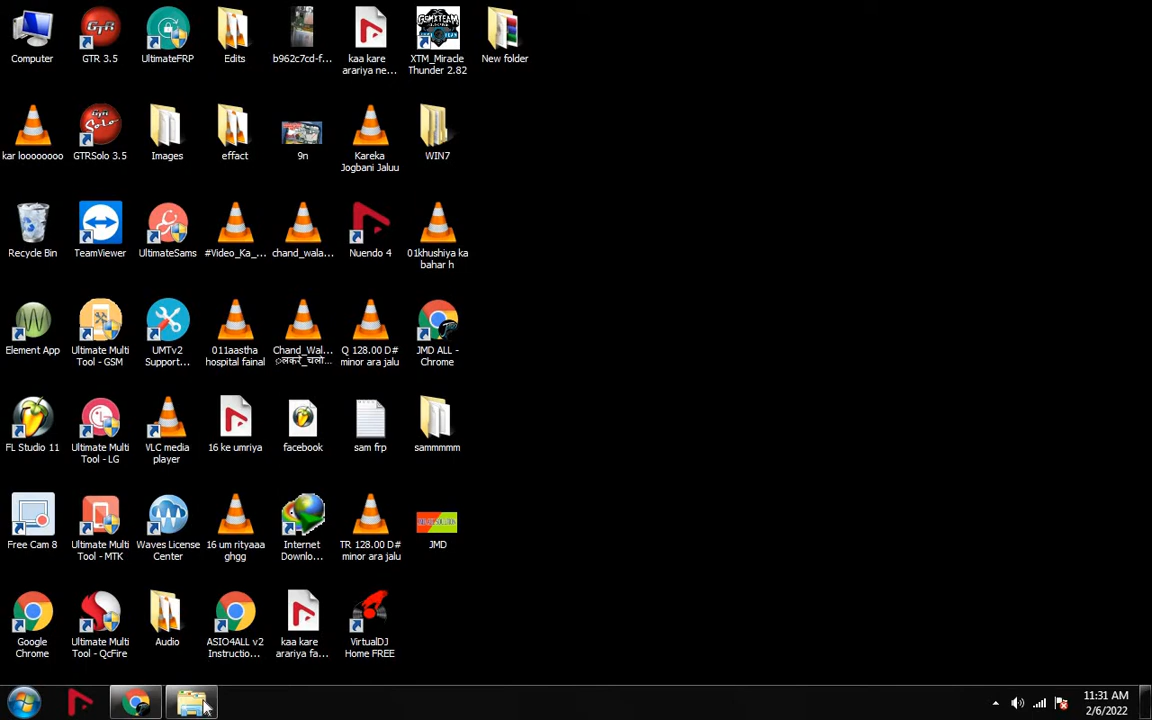 Computer
GTR 3.5
UltimateFRP
Edits
b962c7cd-f...
kaa kare
arariya ne...
XTM_Miracle
Thunder 2.82
New folder
kar loooooooo
GTRSolo 3.5
Images
effact
9n
Kareka
Jogbani Jaluu
WIN7
Recycle Bin
TeamViewer
UltimateSams
#Video_Ka_...
chand_wala...
Nuendo 4
01khushiya ka
bahar h
Element App
Ultimate Multi
Tool - GSM
UMTv2
Support...
011aastha
hospital fainal
Chand_Wal...
Q 128.00 D#
minor ara jalu
JMD ALL -
Chrome
FL Studio 11
Ultimate Multi
Tool - LG
VLC media
player
16 ke umriya
facebook
sam frp
sammmmm
Free Cam 8
Ultimate Multi
Tool - MTK
Waves License
Center
16 um rityaaa
ghgg
Internet
Downlo...
TR 128.00 D#
minor ara jalu
JMD
Google
Chrome
Ultimate Multi
Tool - QcFire
Audio
ASIO4ALL v2
Instructio...
kaa kare
arariya fa...
VirtualDJ
Home FREE
11:31 AM
2/6/2022